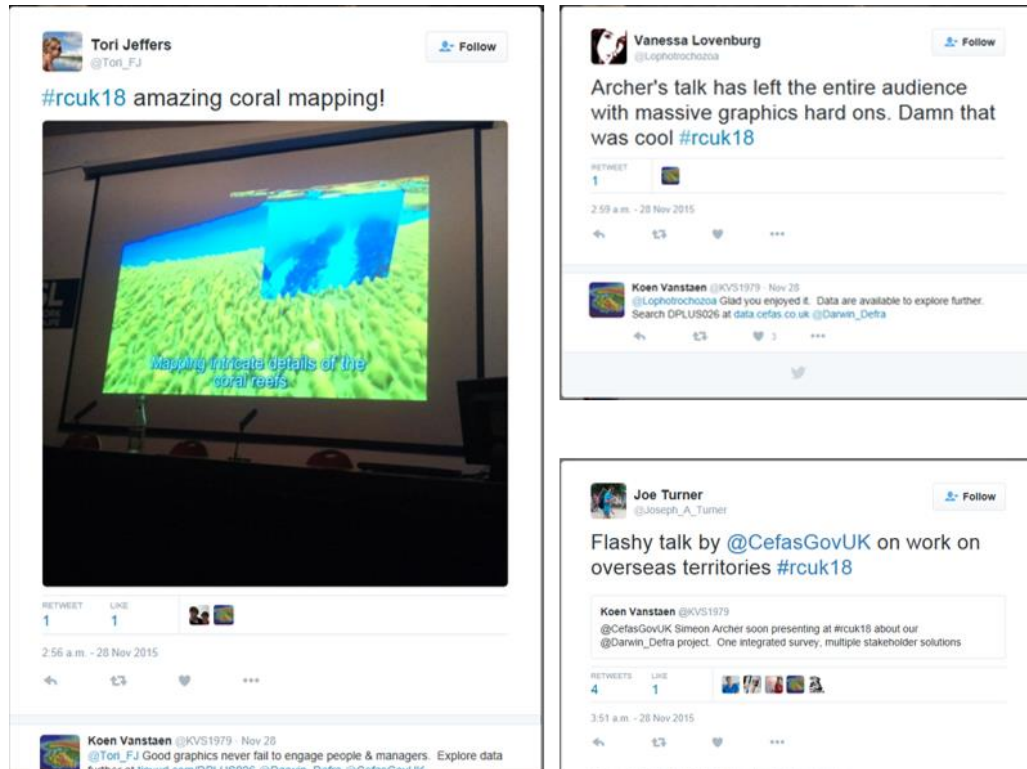 Tori Jeffers
@Tori_FJ
Follow
#rcuk18 amazing coral mapping!
SL
Mapping intricate details of the
coral reefs
RETWEET LIKE
1 1
2:56 a.m. - 28 Nov 2015
Koen Vanstaen @KVS1979 · Nov 28
@Tori_FJ Good graphics never fail to engage people & managers. Explore data
Vanessa Lovenburg
@Lophotrochozoa
Follow
Archer's talk has left the entire audience
with massive graphics hard ons. Damn that
was cool #rcuk18
RETWEET
1
2:59 a.m. - 28 Nov 2015
Koen Vanstaen @KVS1979 · Nov 28
@Lophotrochozoa Glad you enjoyed it. Data are available to explore further.
Search DPLUS026 at data.cefas.co.uk @Darwin_Defra
3
Joe Turner
@Joseph_A_Turner
Follow
Flashy talk by @CefasGovUK on work on
overseas territories #rcuk18
Koen Vanstaen @KVS1979
@CefasGovUK Simeon Archer soon presenting at #rcuk18 about our
@Darwin_Defra project. One integrated survey, multiple stakeholder solutions
RETWEETS LIKE
4 1
3:51 a.m. - 28 Nov 2015